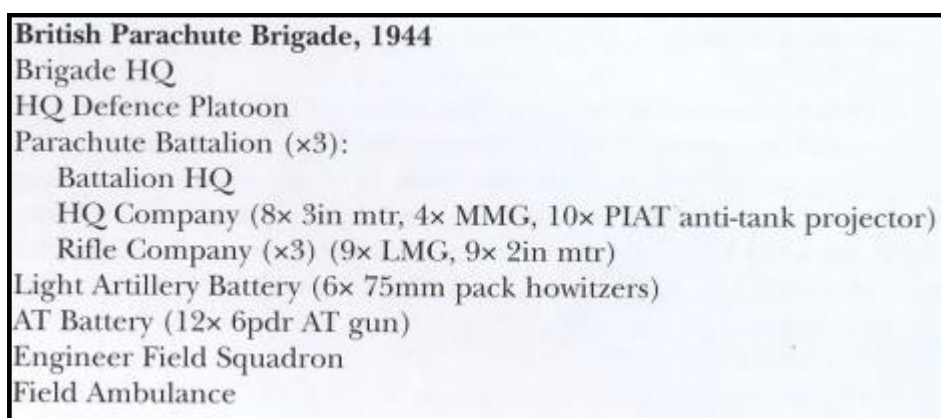 British Parachute Brigade, 1944
Brigade HQ
HQ Defence Platoon
Parachute Battalion (×3):
Battalion HQ
HQ Company (8× 3in mtr, 4× MMG, 10× PIAT anti-tank projector)
Rifle Company (×3) (9× LMG, 9× 2in mtr)
Light Artillery Battery (6× 75mm pack howitzers)
AT Battery (12× 6pdr AT gun)
Engineer Field Squadron
Field Ambulance